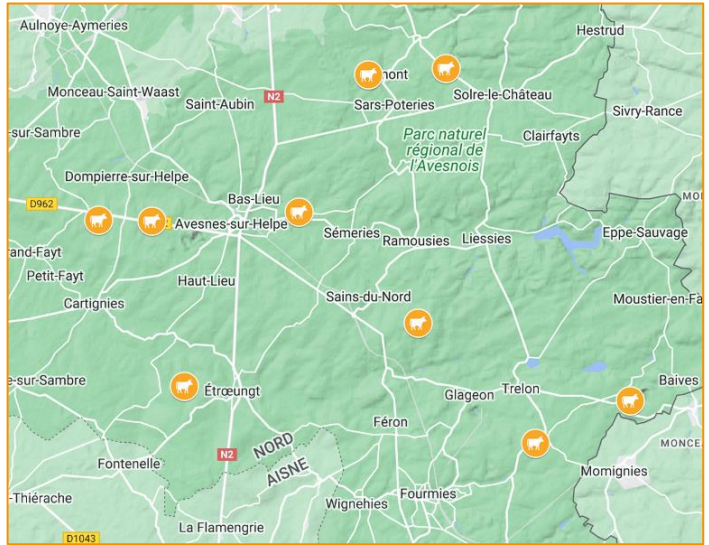 Aulnoye-Aymeries
Hestrud
mont
Monceau-Saint-Waast
Saint-Aubin
N2
Sars-Poteries
Solre-le-Château
Sivry-Rance
-sur-Sambre
Parc naturel
régional de
l'Avesnois
Clairfayts
Dompierre-sur-Helpe
Bas-Lieu
MOI
D962
Avesnes-sur-Helpe
Sémeries
Ramousies
Liessies
Eppe-Sauvage
rand-Fayt
Petit-Fayt
Haut-Lieu
Sains-du-Nord
Moustier-en-Fa
Cartignies
e-sur-Sambre
Étrœungt
Glageon
Trelon
Baives
Féron
NORD
AISNE
N2
MONCE
Fontenelle
Momignies
-Thiérache
Wignehies
Fourmies
La Flamengrie
D1043